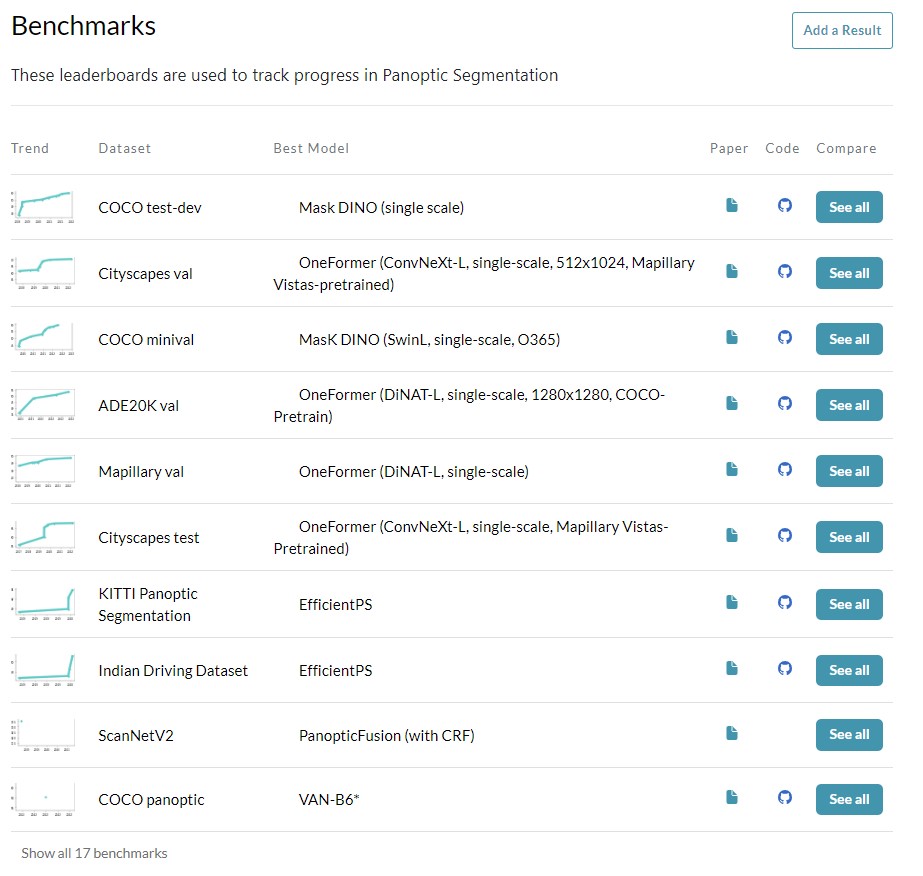 Benchmarks
Add a Result
These leaderboards are used to track progress in Panoptic Segmentation
Trend Dataset Best Model Paper Code Compare
COCO test-dev Mask DINO (single scale) See all
Cityscapes val OneFormer (ConvNeXt-L, single-scale, 512x1024, Mapillary
Vistas-pretrained) See all
COCO minival MasK DINO (SwinL, single-scale, O365) See all
ADE20K val OneFormer (DiNAT-L, single-scale, 1280x1280, COCO-
Pretrain) See all
Mapillary val OneFormer (DiNAT-L, single-scale) See all
Cityscapes test OneFormer (ConvNeXt-L, single-scale, Mapillary Vistas-
Pretrained) See all
KITTI Panoptic
Segmentation EfficientPS See all
Indian Driving Dataset EfficientPS See all
ScanNetV2 PanopticFusion (with CRF) See all
COCO panoptic VAN-B6* See all
Show all 17 benchmarks